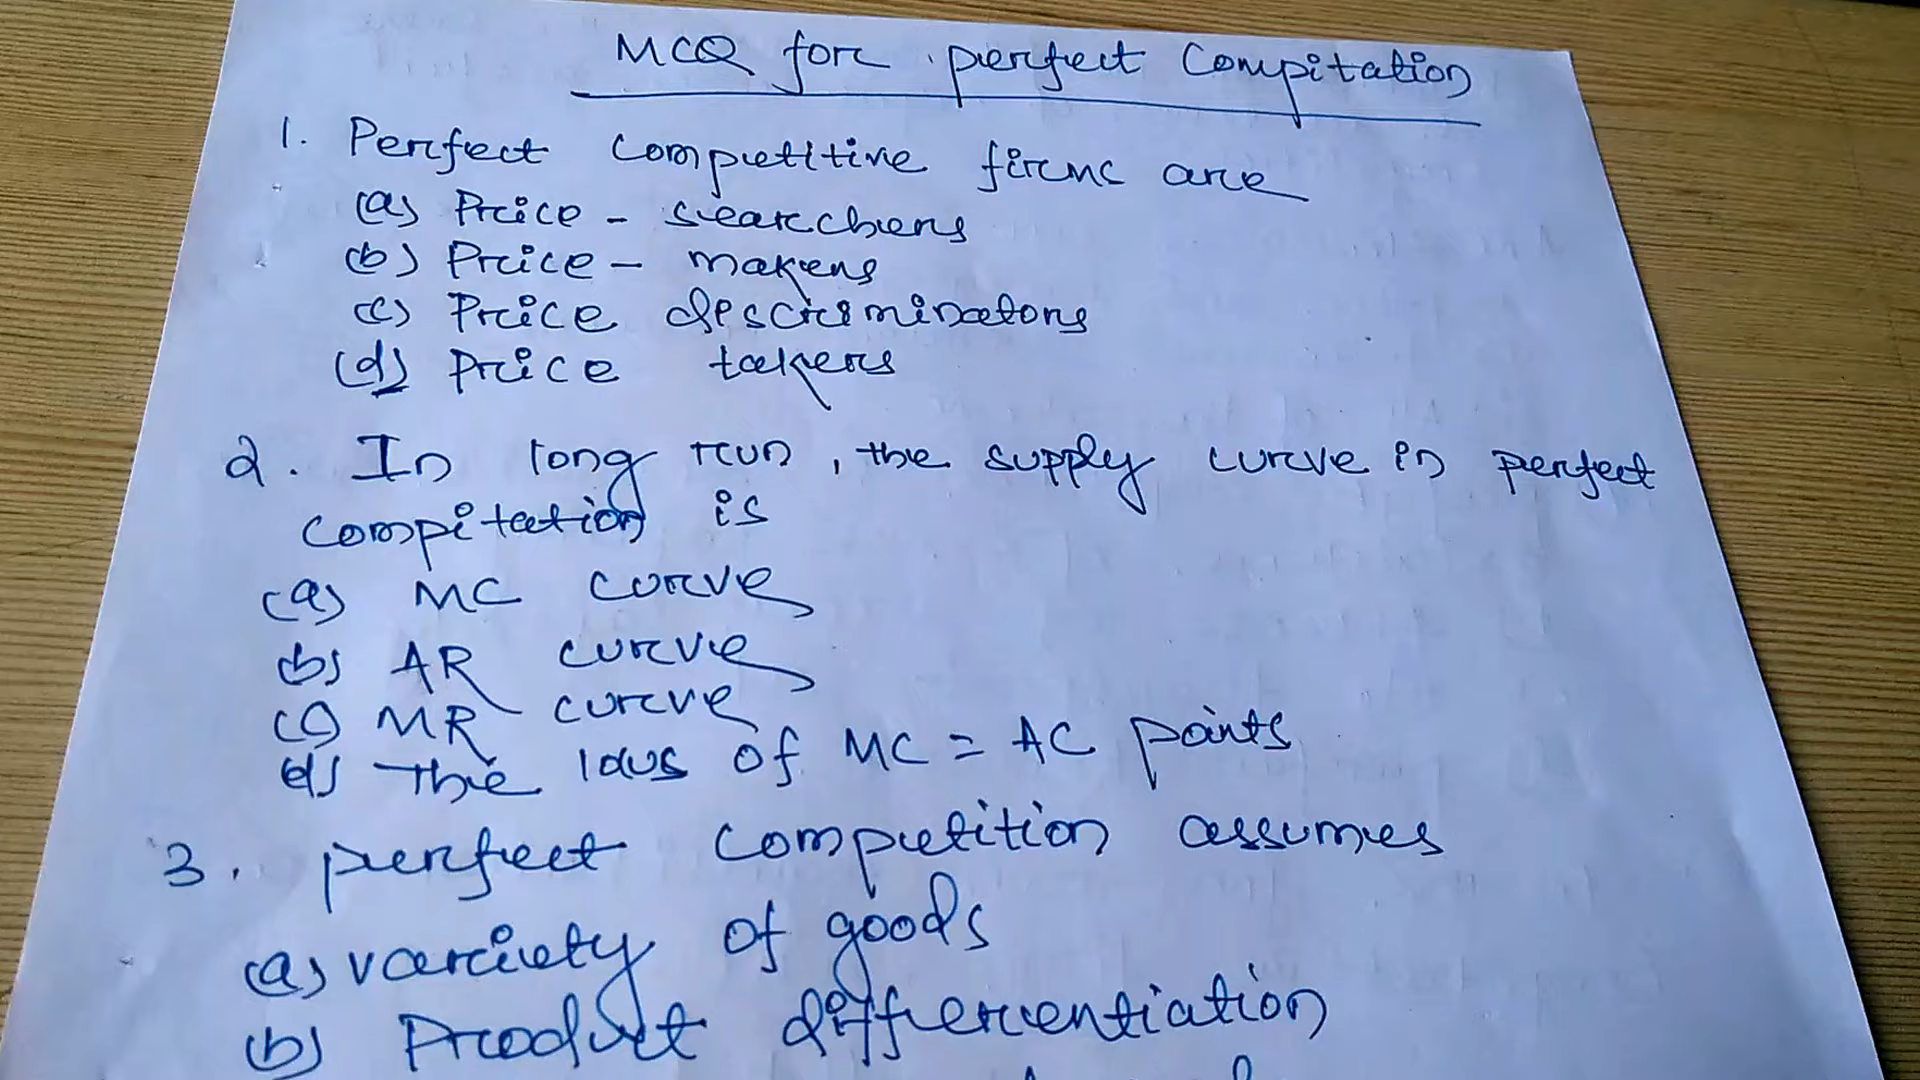 MCQ for perfect Compitation
1. Perfect competitive firms are
(a) Price - searchers
(b) Price - makers
(c) Price descriminators
(d) Price takers
2. In long run, the supply curve in perfect
compitation is
(a) MC curve
(b) AR curve
(c) MR curve
d) The of MC = AC points
3. perfect competition assumes
(a) variety of goods
(b) Product differentiation